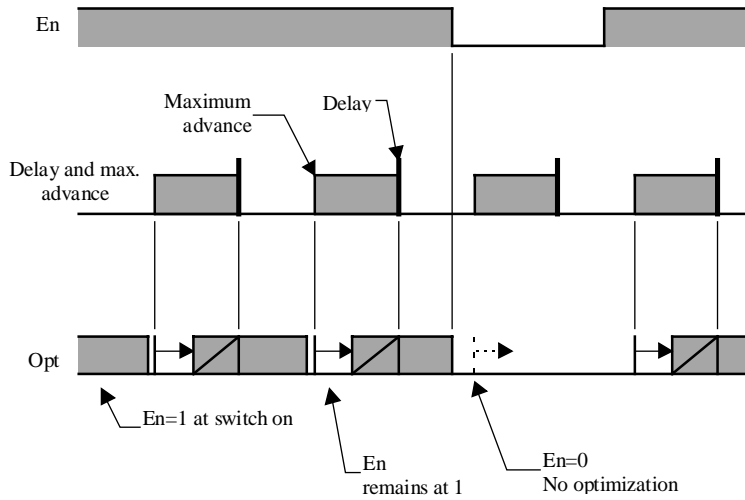 En
Maximum
advance
Delay
Delay and max.
advance
Opt
En=1 at switch on
En
remains at 1
En=0
No optimization